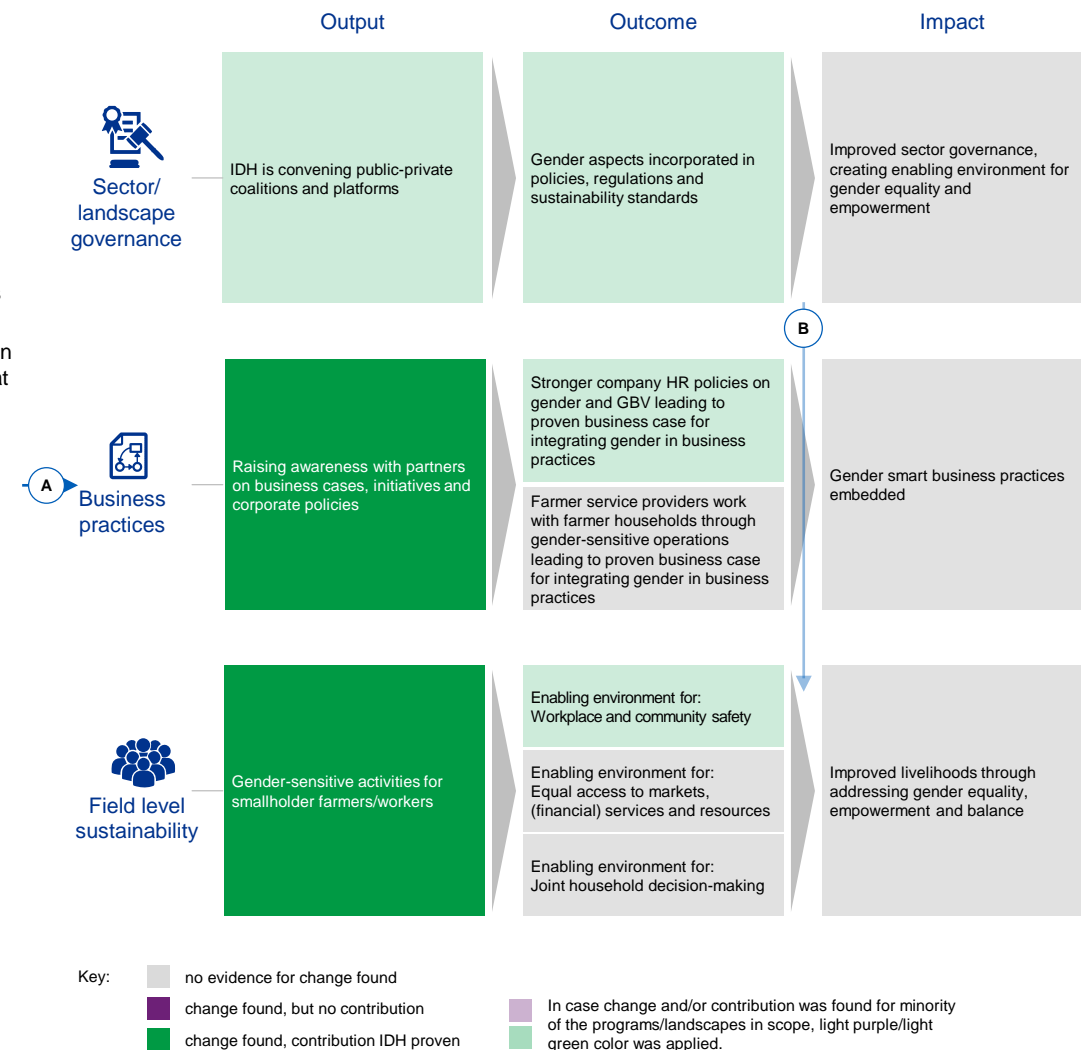 Output
Outcome
Impact
Sector/
landscape
governance
IDH is convening public-private
coalitions and platforms
Gender aspects incorporated in
policies, regulations and
sustainability standards
Improved sector governance,
creating enabling environment for
gender equality and
empowerment
B
n
at
A
Business
practices
Raising awareness with partners
on business cases, initiatives and
corporate policies
Stronger company HR policies on
gender and GBV leading to
proven business case for
integrating gender in business
practices
Farmer service providers work
with farmer households through
gender-sensitive operations
leading to proven business case
for integrating gender in business
practices
Gender smart business practices
embedded
Field level
sustainability
Gender-sensitive activities for
smallholder farmers/workers
Enabling environment for:
Workplace and community safety
Enabling environment for:
Equal access to markets,
(financial) services and resources
Enabling environment for:
Joint household decision-making
Improved livelihoods through
addressing gender equality,
empowerment and balance
Key:
no evidence for change found
change found, but no contribution
change found, contribution IDH proven
In case change and/or contribution was found for minority
of the programs/landscapes in scope, light purple/light
green color was applied.